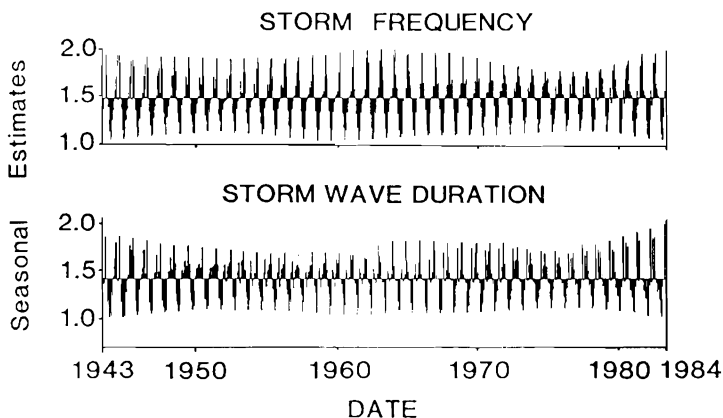 STORM FREQUENCY
2.0
1.5
1.0
Seasonal Estimates
STORM WAVE DURATION
2.0
1.5
1.0
1943 1950 1960 1970 1980 1984
DATE